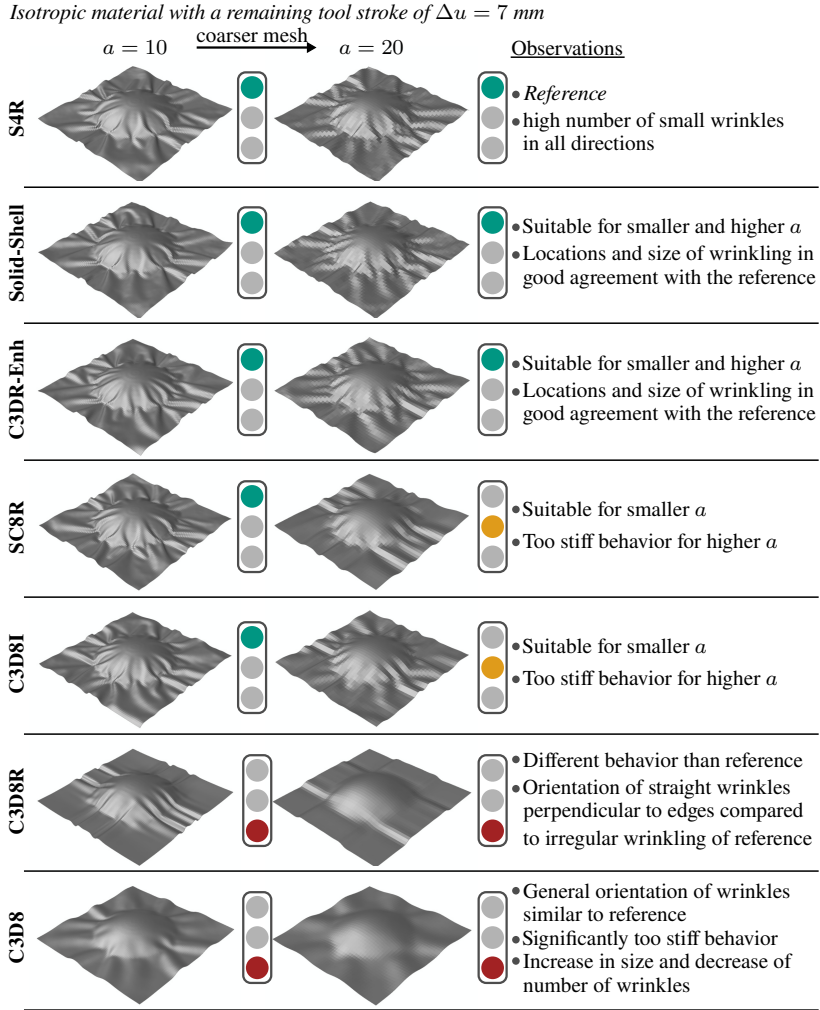 Isotropic material with a remaining tool stroke of Δu = 7 mm
a = 10 coarser mesh a = 20 Observations
S4R
• Reference
• high number of small wrinkles
in all directions
Solid-Shell
• Suitable for smaller and higher a
• Locations and size of wrinkling in
good agreement with the reference
C3DR-Enh
• Suitable for smaller and higher a
• Locations and size of wrinkling in
good agreement with the reference
SC8R
• Suitable for smaller a
• Too stiff behavior for higher a
C3D8I
• Suitable for smaller a
• Too stiff behavior for higher a
C3D8R
• Different behavior than reference
• Orientation of straight wrinkles
perpendicular to edges compared
to irregular wrinkling of reference
C3D8
• General orientation of wrinkles
similar to reference
• Significantly too stiff behavior
• Increase in size and decrease of
number of wrinkles